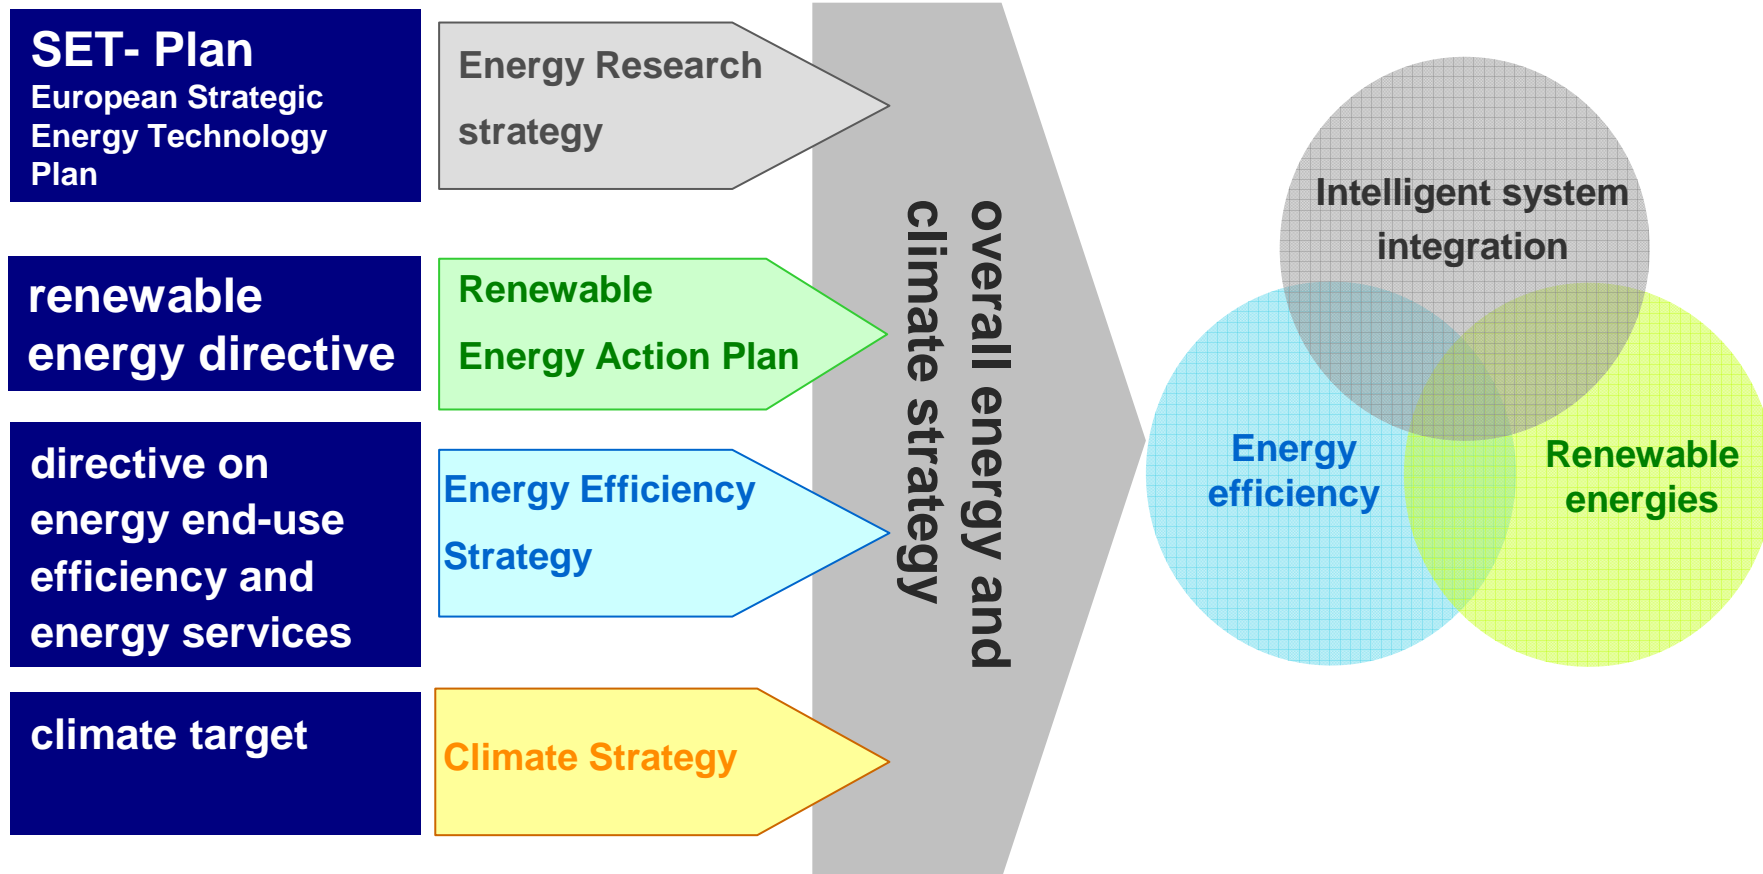 SET- Plan
European Strategic
Energy Technology
Plan
Energy Research
strategy
renewable
energy directive
Renewable
Energy Action Plan
directive on
energy end-use
efficiency and
energy services
Energy Efficiency
Strategy
climate target
Climate Strategy
overall energy and
climate strategy
Intelligent system
integration
Energy
efficiency
Renewable
energies